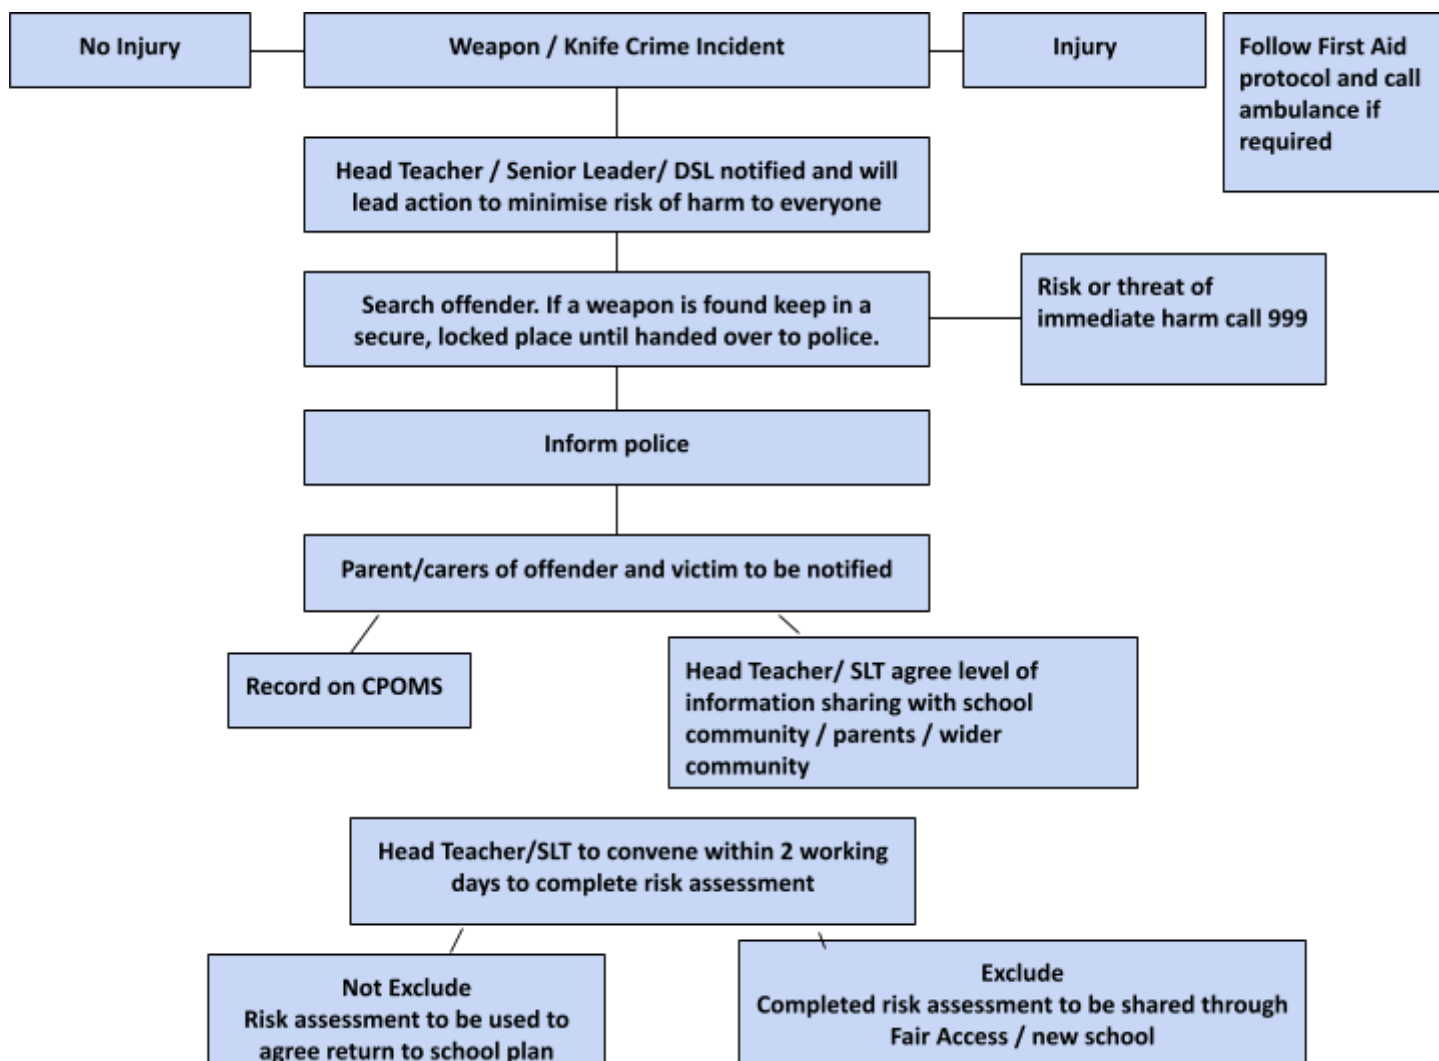 No Injury
Weapon / Knife Crime Incident
Injury
Follow First Aid
protocol and call
ambulance if
required
Head Teacher / Senior Leader/ DSL notified and will
lead action to minimise risk of harm to everyone
Search offender. If a weapon is found keep in a
secure, locked place until handed over to police.
Risk or threat of
immediate harm call 999
Inform police
Parent/carers of offender and victim to be notified
Record on CPOMS
Head Teacher/ SLT agree level of
information sharing with school
community / parents / wider
community
Head Teacher/SLT to convene within 2 working
days to complete risk assessment
Not Exclude
Risk assessment to be used to
agree return to school plan
Exclude
Completed risk assessment to be shared through
Fair Access / new school